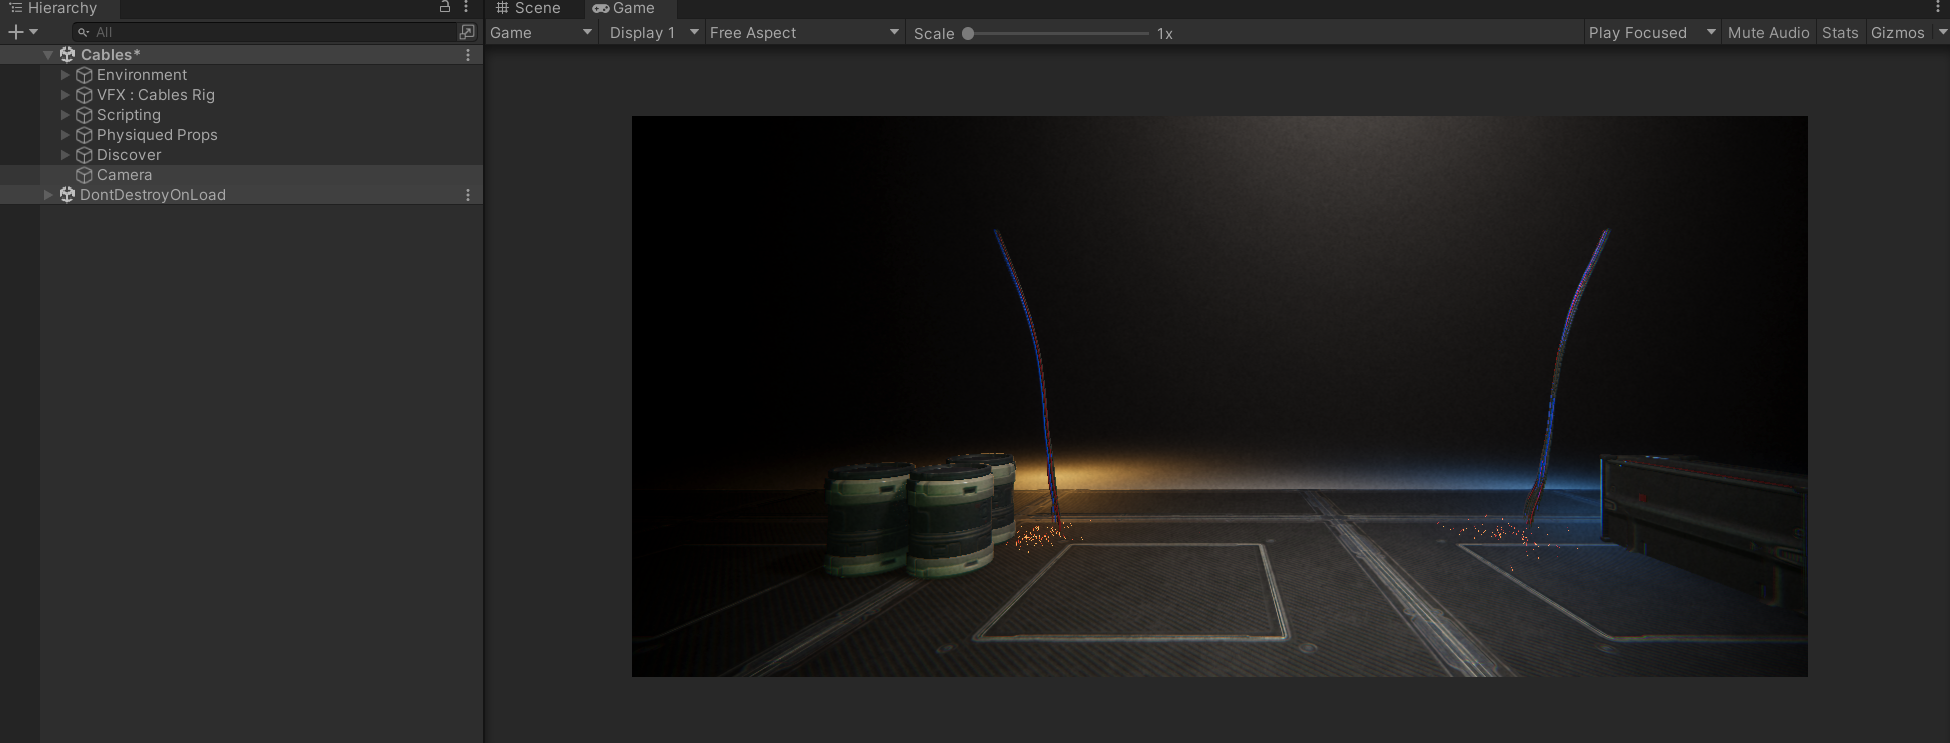 Hierarchy
All
Cables*
Environment
VFX : Cables Rig
Scripting
Physiqued Props
Discover
Camera
DontDestroyOnLoad
Scene Game
Game Display 1 Free Aspect Scale 1x Play Focused Mute Audio Stats Gizmos